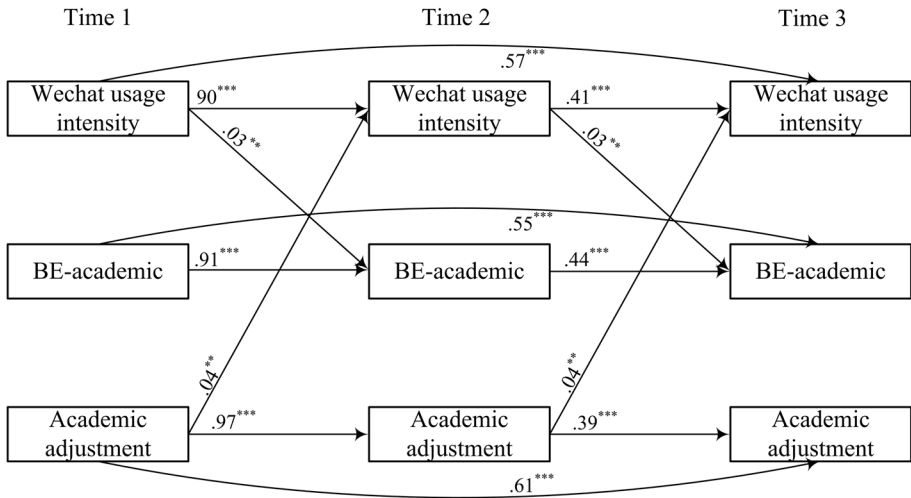 Time 1
Time 2
Time 3
.57***
Wechat usage
intensity
90***
Wechat usage
intensity
.41***
Wechat usage
intensity
.03**
.03**
.55***
BE-academic
.91***
BE-academic
.44***
BE-academic
.04**
.04**
Academic
adjustment
.97***
Academic
adjustment
.39***
Academic
adjustment
.61***